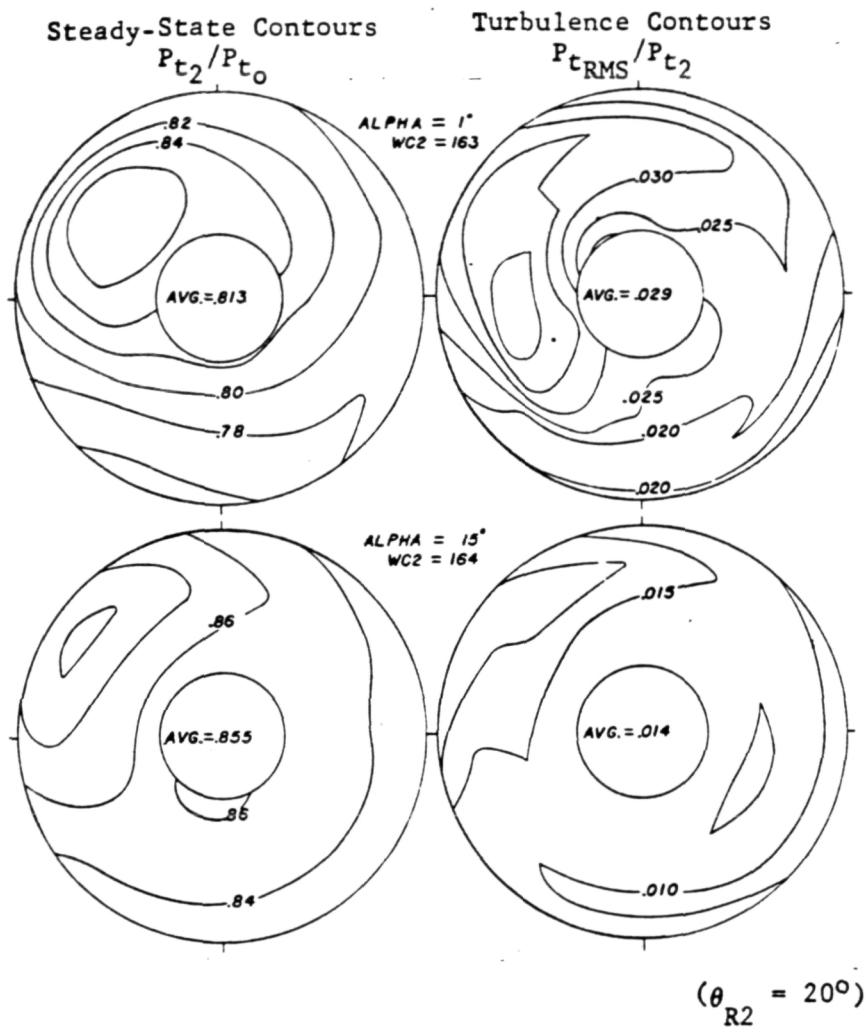 Steady-State Contours
Pt2/Pto
Turbulence Contours
PtRMS/Pt2
ALPHA = 1°
WC2 = 163
.82
.84
AVG.=.813
.80
.78
.030
.025
AVG.=.029
.025
.020
.020
ALPHA = 15°
WC2 = 164
.86
AVG.=.855
.86
.84
.015
AVG.=.014
.010
(θR2 = 20°)